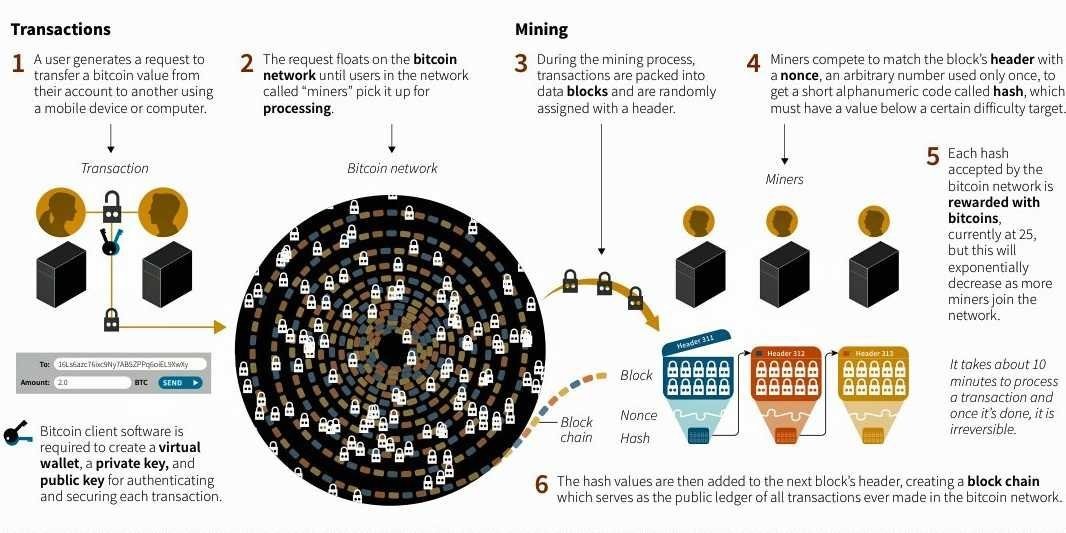 Transactions
1
A user generates a request to
transfer a bitcoin value from
their account to another using
a mobile device or computer.
2
The request floats on the bitcoin
network until users in the network
called “miners” pick it up for
processing.
Transaction
Bitcoin network
To:
16Ls6azc76ixc9Ny7AB5ZPPq6oiEL9XwXy
Amount:
2.0
BTC
SEND
Bitcoin client software is
required to create a virtual
wallet, a private key, and
public key for authenticating
and securing each transaction.
Mining
3
During the mining process,
transactions are packed into
data blocks and are randomly
assigned with a header.
4
Miners compete to match the block’s header with
a nonce, an arbitrary number used only once, to
get a short alphanumeric code called hash, which
must have a value below a certain difficulty target.
Miners
5
Each hash
accepted by the
bitcoin network is
rewarded with
bitcoins,
currently at 25,
but this will
exponentially
decrease as more
miners join the
network.
Header 311
Header 312
Header 313
Block
Nonce
Hash
Block
chain
It takes about 10
minutes to process
a transaction and
once it’s done, it is
irreversible.
6
The hash values are then added to the next block’s header, creating a block chain
which serves as the public ledger of all transactions ever made in the bitcoin network.